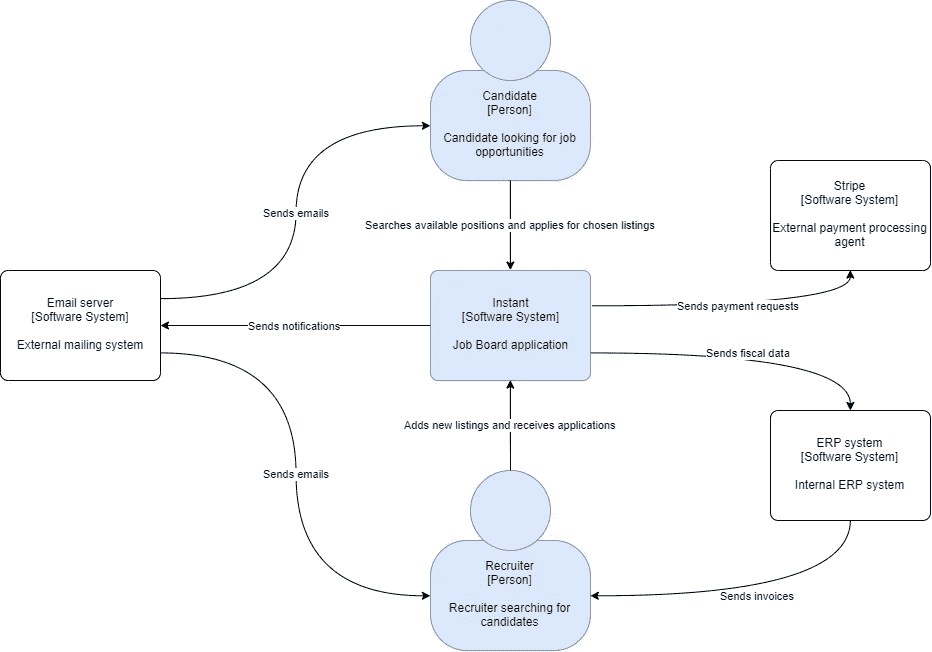 Candidate
[Person]
Candidate looking for job
opportunities
Sends emails
Searches available positions and applies for chosen listings
Stripe
[Software System]
External payment processing
agent
Email server
[Software System]
External mailing system
Sends notifications
Instant
[Software System]
Job Board application
Sends payment requests
Sends fiscal data
Adds new listings and receives applications
ERP system
[Software System]
Internal ERP system
Sends emails
Recruiter
[Person]
Recruiter searching for
candidates
Sends invoices